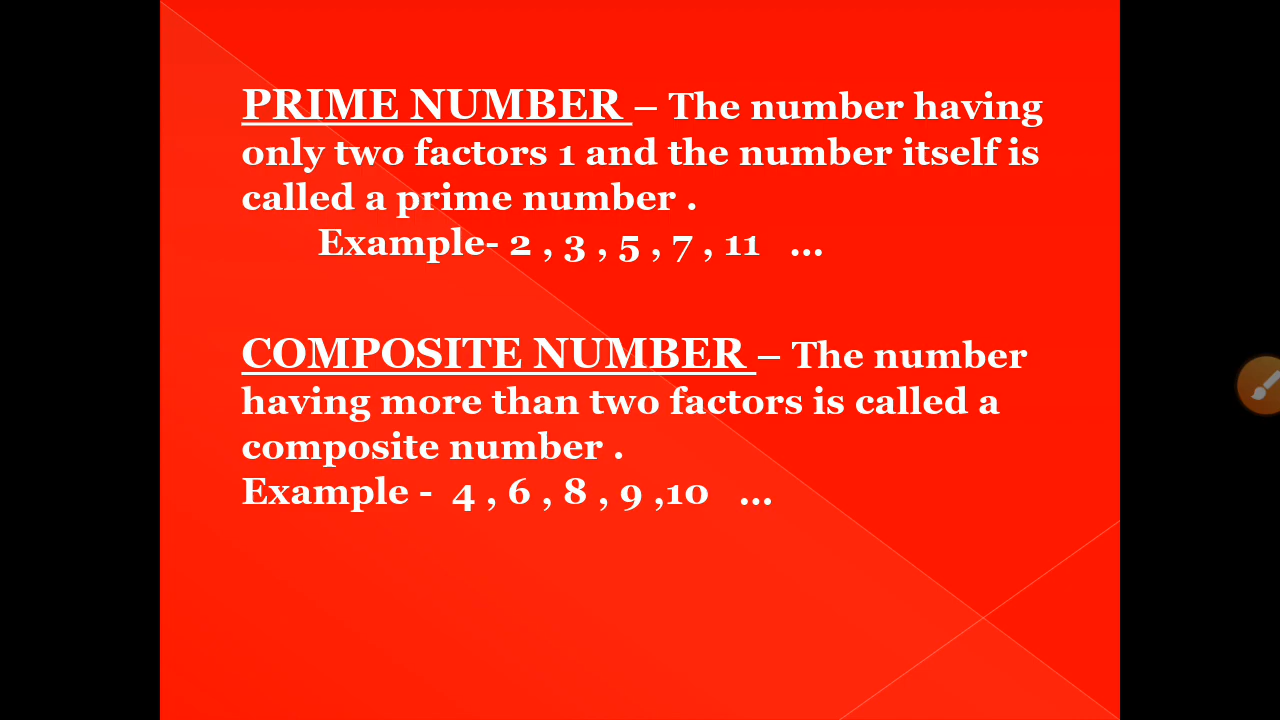 PRIME NUMBER – The number having
only two factors 1 and the number itself is
called a prime number .
Example- 2 , 3 , 5 , 7 , 11 ...
COMPOSITE NUMBER – The number
having more than two factors is called a
composite number .
Example - 4 , 6 , 8 , 9 ,10 ...